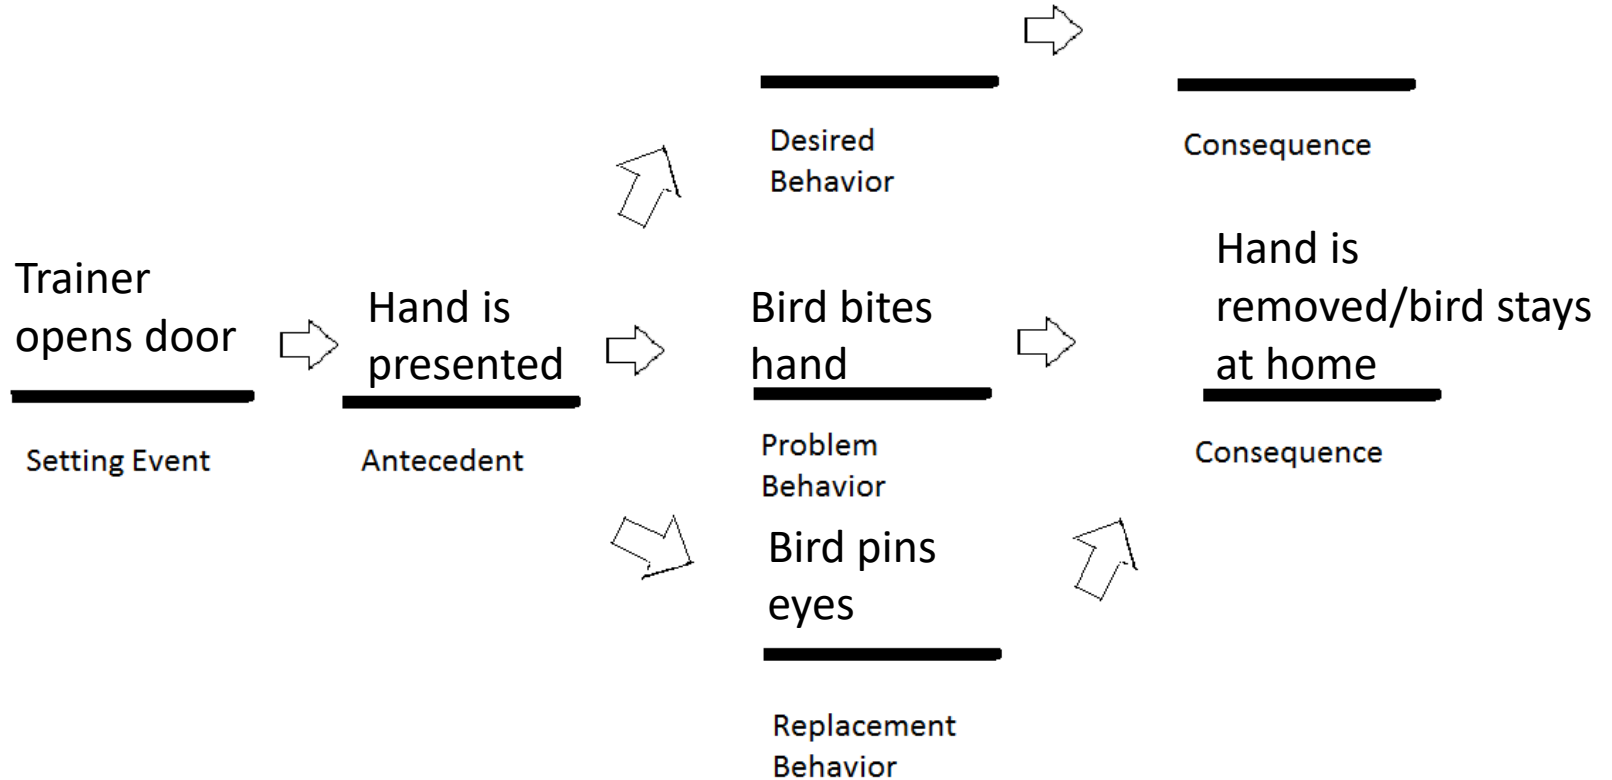 Desired
Behavior
Consequence
Trainer
opens door
Setting Event
Hand is
presented
Antecedent
Bird bites
hand
Problem
Behavior
Hand is
removed/bird stays
at home
Consequence
Bird pins
eyes
Replacement
Behavior